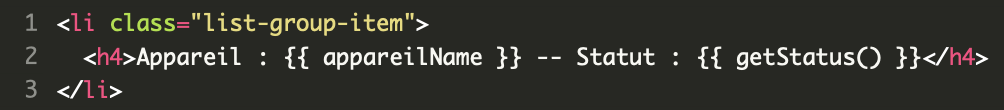 1 <li class="list-group-item">
2   <h4>Appareil : {{ appareilName }} -- Statut : {{ getStatus() }}</h4>
3 </li>